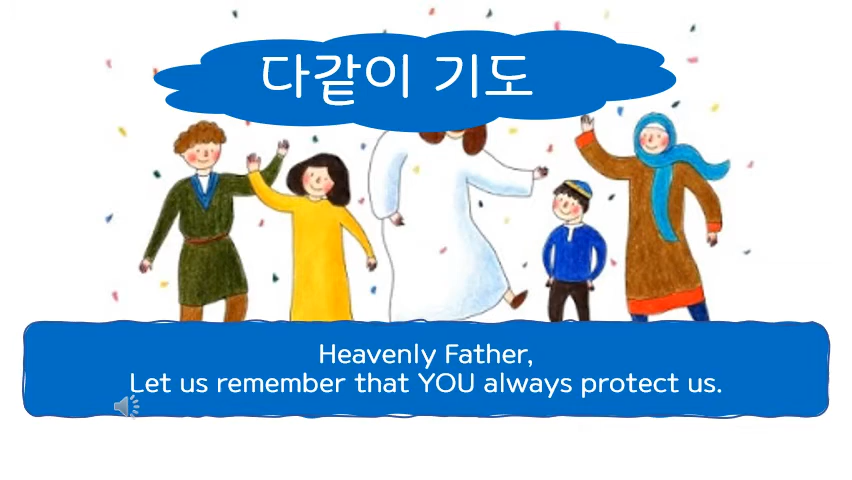 다같이 기도
Heavenly Father,
Let us remember that YOU always protect us.